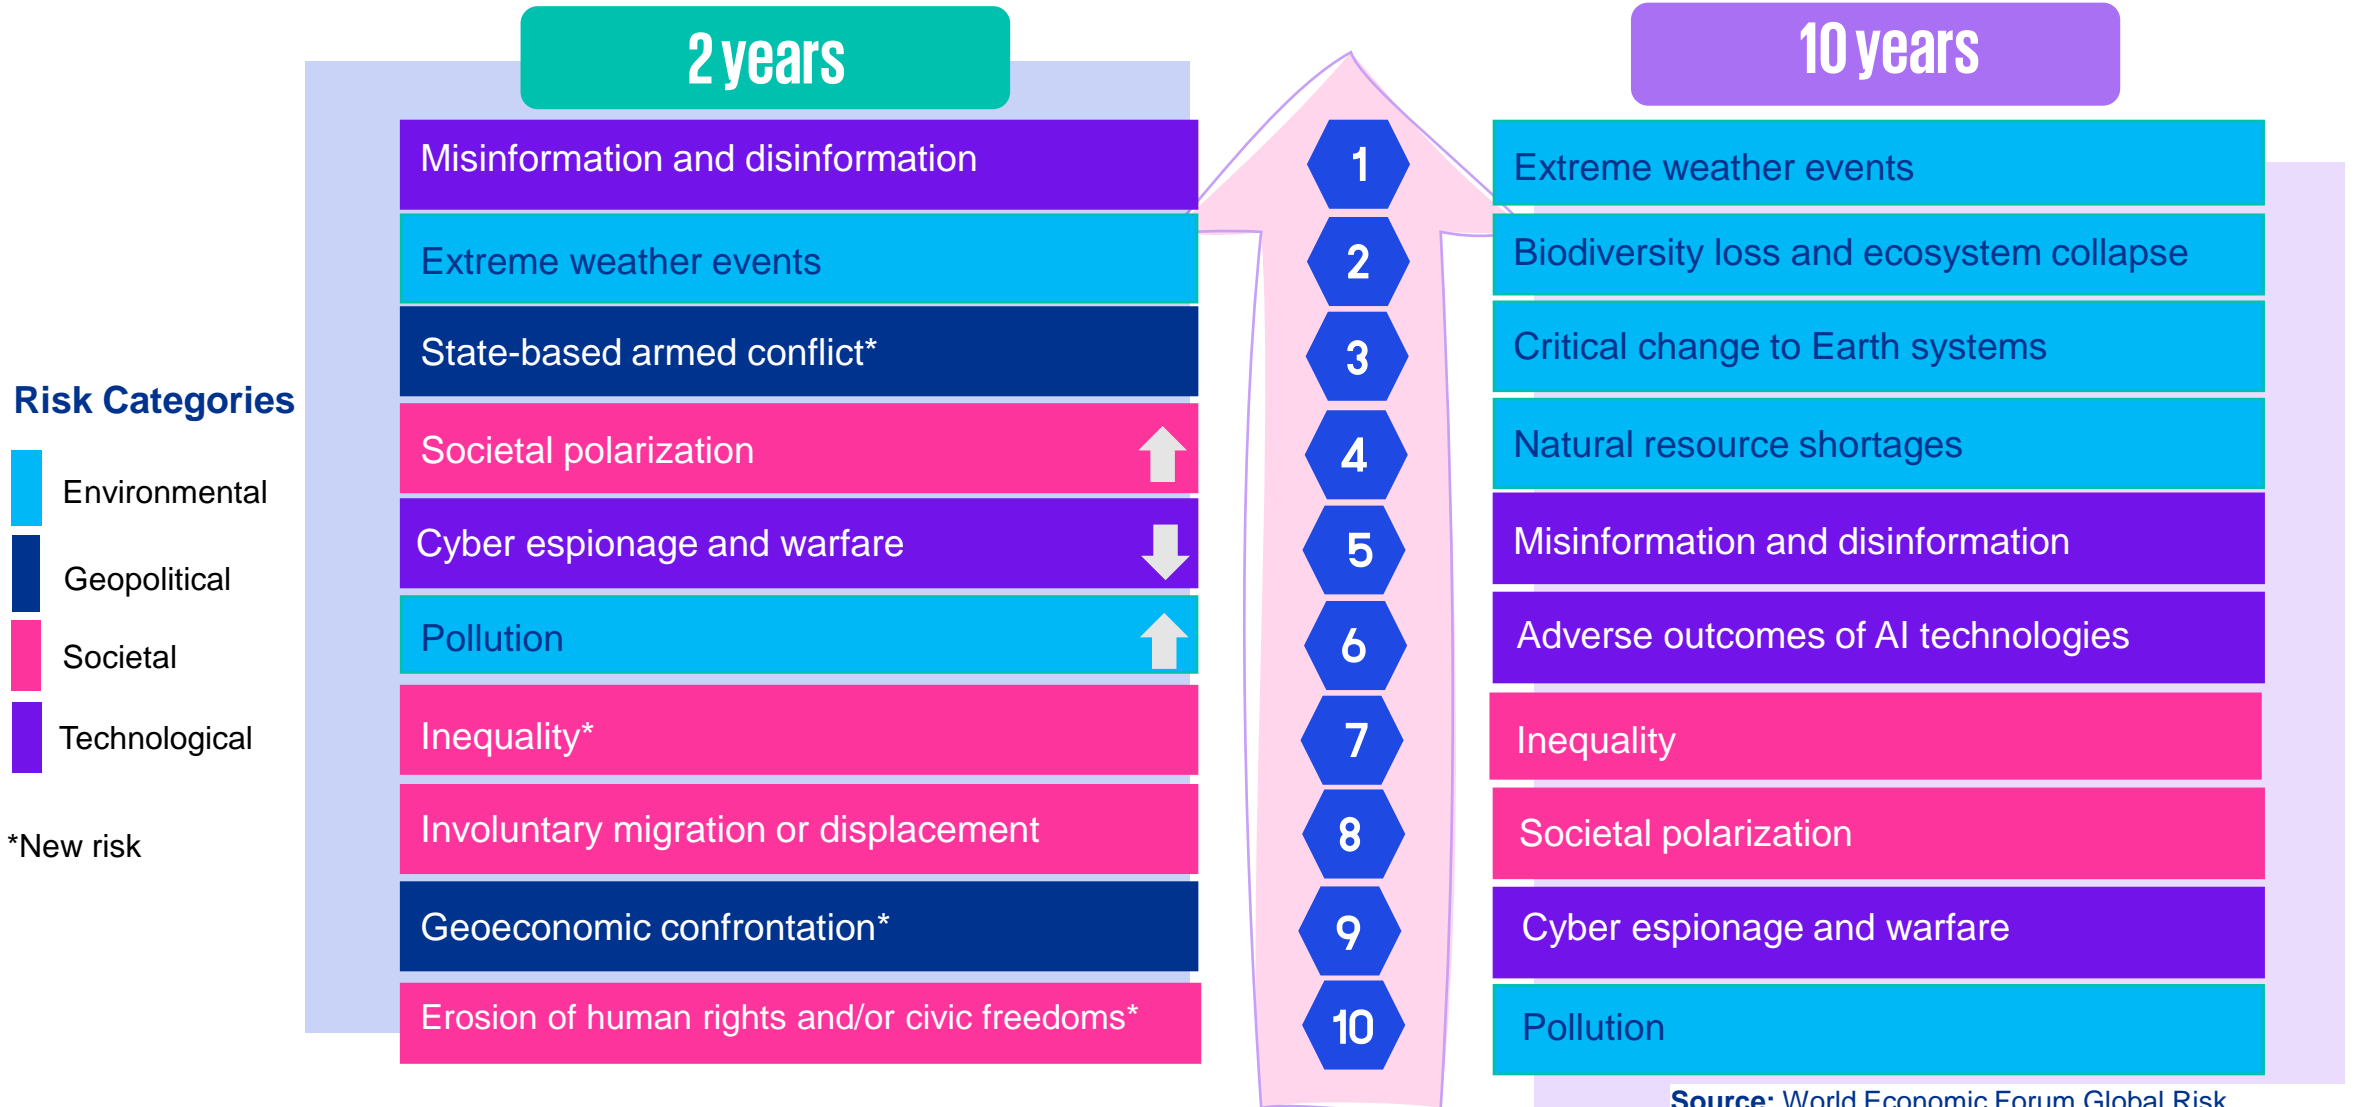 2 years
10 years
Misinformation and disinformation
Extreme weather events
State-based armed conflict*
Societal polarization
Cyber espionage and warfare
Pollution
Inequality*
Involuntary migration or displacement
Geoeconomic confrontation*
Erosion of human rights and/or civic freedoms*
1
2
3
4
5
6
7
8
9
10
Extreme weather events
Biodiversity loss and ecosystem collapse
Critical change to Earth systems
Natural resource shortages
Misinformation and disinformation
Adverse outcomes of AI technologies
Inequality
Societal polarization
Cyber espionage and warfare
Pollution
Risk Categories
Environmental
Geopolitical
Societal
Technological
*New risk
Source: World Economic Forum Global Risk